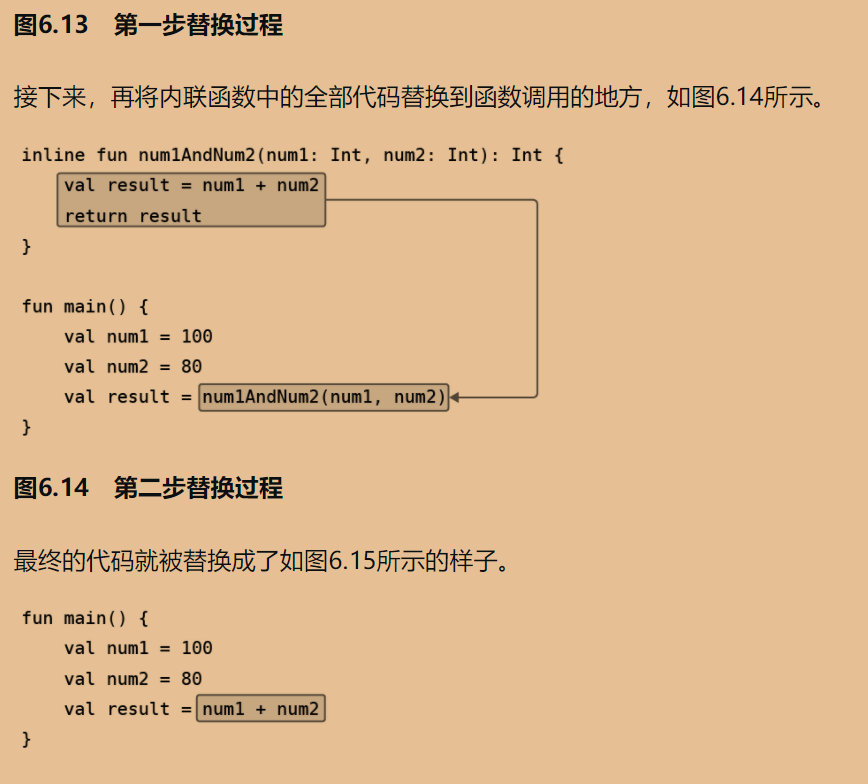 图6.13 第一步替换过程
接下来，再将内联函数中的全部代码替换到函数调用的地方，如图6.14所示。
inline fun num1AndNum2(num1: Int, num2: Int): Int {
    val result = num1 + num2
    return result
}
fun main() {
    val num1 = 100
    val num2 = 80
    val result = num1AndNum2(num1, num2)
}
图6.14 第二步替换过程
最终的代码就被替换成了如图6.15所示的样子。
fun main() {
    val num1 = 100
    val num2 = 80
    val result = num1 + num2
}